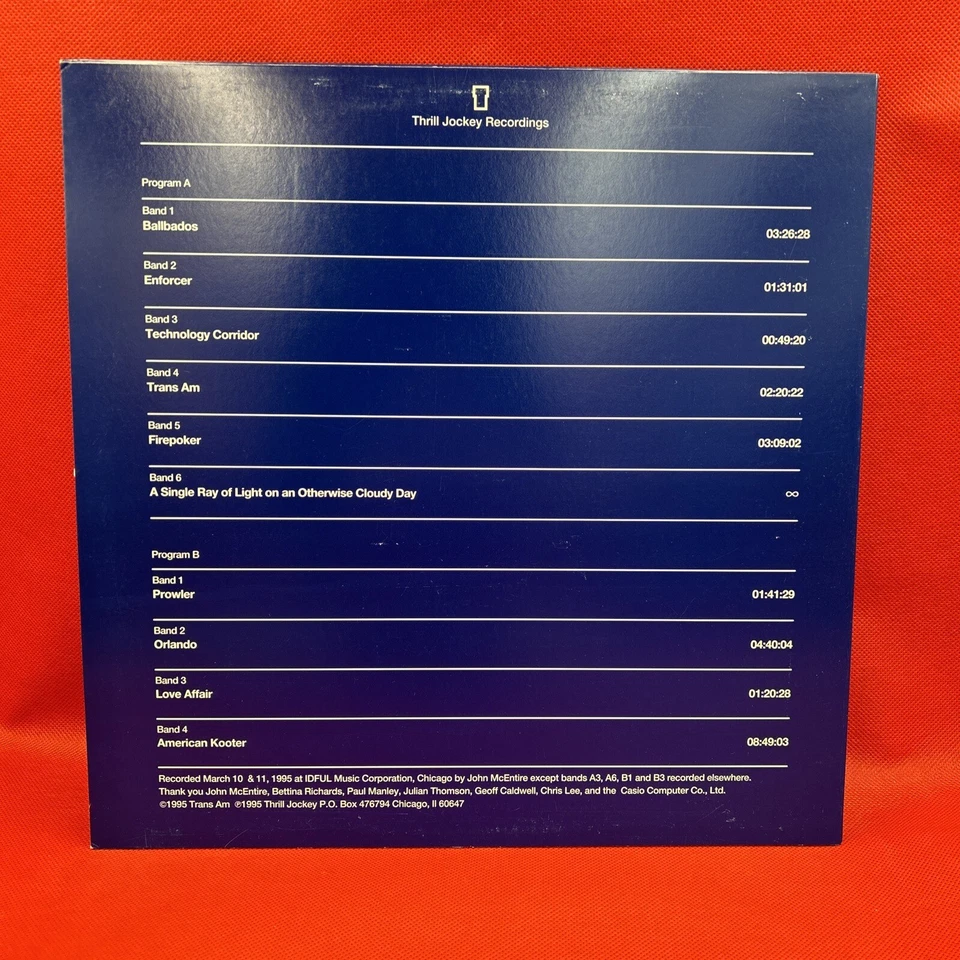 Thrill Jockey Recordings
Program A
Band 1
Ballbados 03:26:28
Band 2
Enforcer 01:31:01
Band 3
Technology Corridor 00:49:20
Band 4
Trans Am 02:20:22
Band 5
Firepoker 03:09:02
Band 6
A Single Ray of Light on an Otherwise Cloudy Day ∞
Program B
Band 1
Prowler 01:41:29
Band 2
Orlando 04:40:04
Band 3
Love Affair 01:20:28
Band 4
American Kooter 08:49:03
Recorded March 10 & 11, 1995 at IDFUL Music Corporation, Chicago by John McEntire except bands A3, A6, B1 and B3 recorded elsewhere.
Thank you John McEntire, Bettina Richards, Paul Manley, Julian Thomson, Geoff Caldwell, Chris Lee, and the Casio Computer Co., Ltd.
©1995 Trans Am ℗1995 Thrill Jockey P.O. Box 476794 Chicago, Il 60647